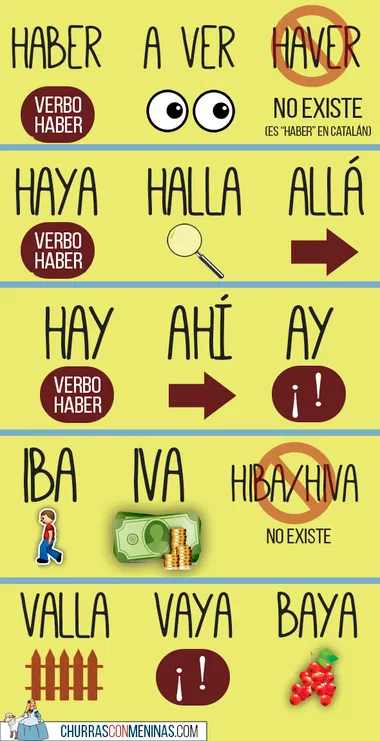 HABER A VER HAVER
VERBO
HABER
NO EXISTE
(ES "HABER" EN CATALÁN)
HAYA HALLA ALLÁ
VERBO
HABER
HAY AHÍ AY
VERBO
HABER
¡!
IBA IVA HIBA/HIVA
NO EXISTE
VALLA VAYA BAYA
¡!
CHURRASCONMENINAS.COM